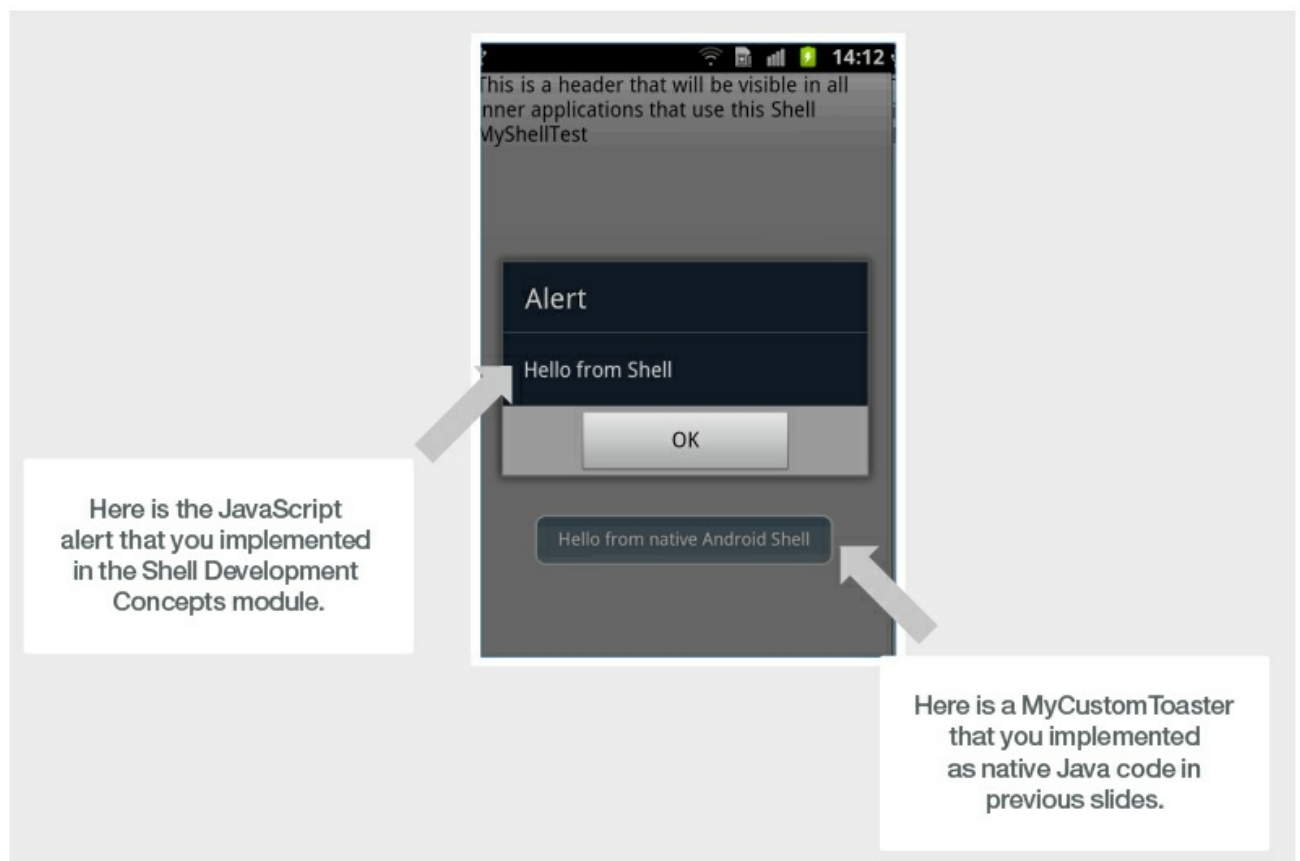 14:12
This is a header that will be visible in all
nner applications that use this Shell
MyShellTest
Alert
Hello from Shell
OK
Hello from native Android Shell
Here is the JavaScript
alert that you implemented
in the Shell Development
Concepts module.
Here is a MyCustomToaster
that you implemented
as native Java code in
previous slides.